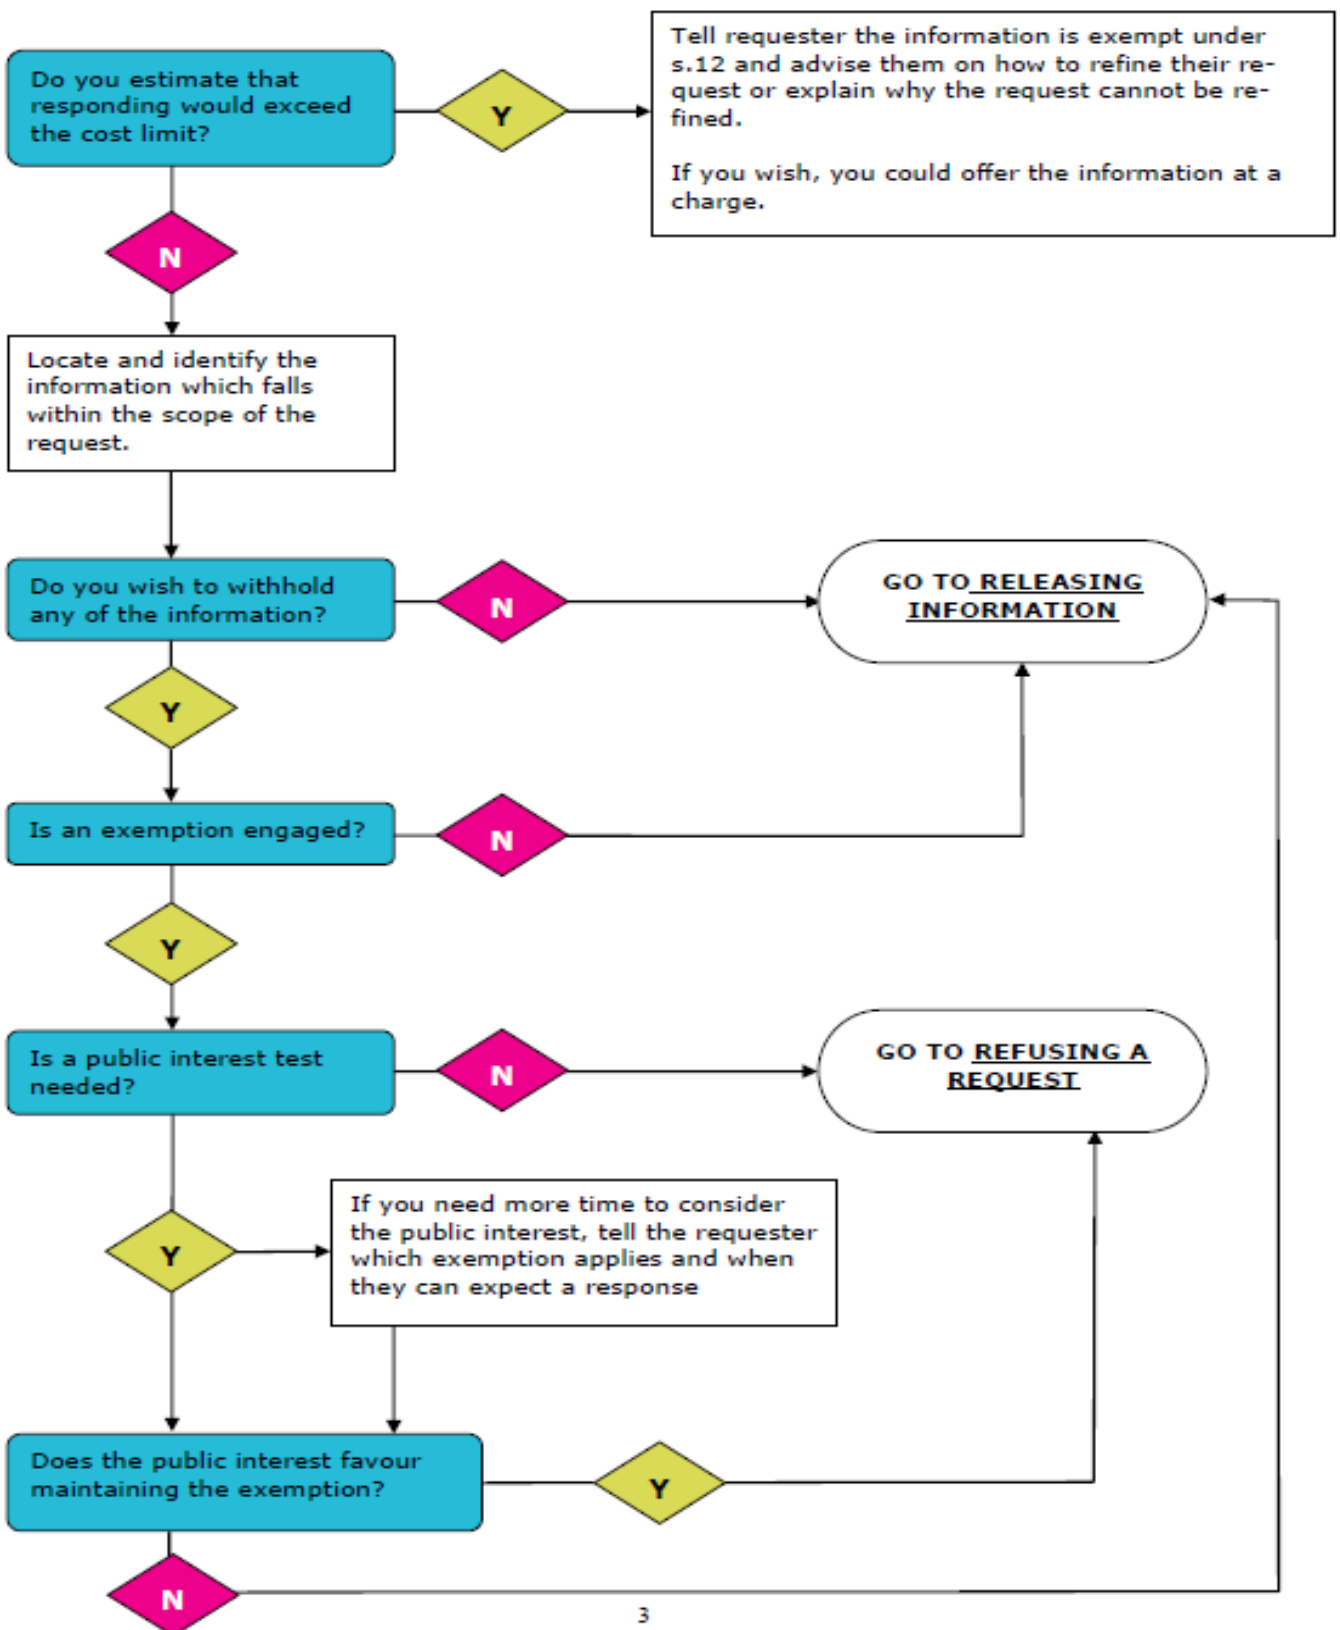 Tell requester the information is exempt under
s.12 and advise them on how to refine their re-
quest or explain why the request cannot be re-
fined.
If you wish, you could offer the information at a
charge.
Do you estimate that
responding would exceed
the cost limit?
Y
N
Locate and identify the
information which falls
within the scope of the
request.
Do you wish to withhold
any of the information?
N
GO TO RELEASING
INFORMATION
Y
Is an exemption engaged?
N
Y
Is a public interest test
needed?
N
GO TO REFUSING A
REQUEST
Y
If you need more time to consider
the public interest, tell the requester
which exemption applies and when
they can expect a response
Does the public interest favour
maintaining the exemption?
Y
N
3